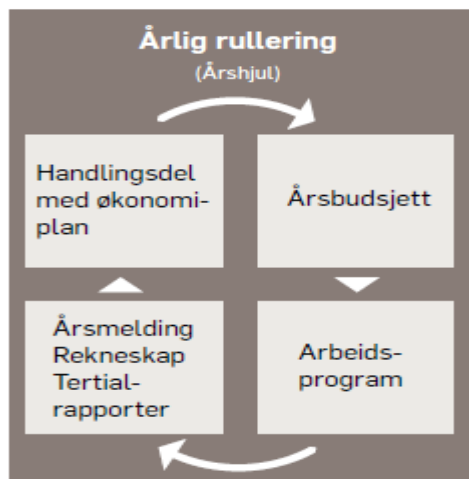 Årlig rullering
(Årshjul)
Handlingsdel
med økonomi-
plan
Årsbudsjett
Årsmelding
Rekneskap
Tertial-
rapporter
Arbeids-
program